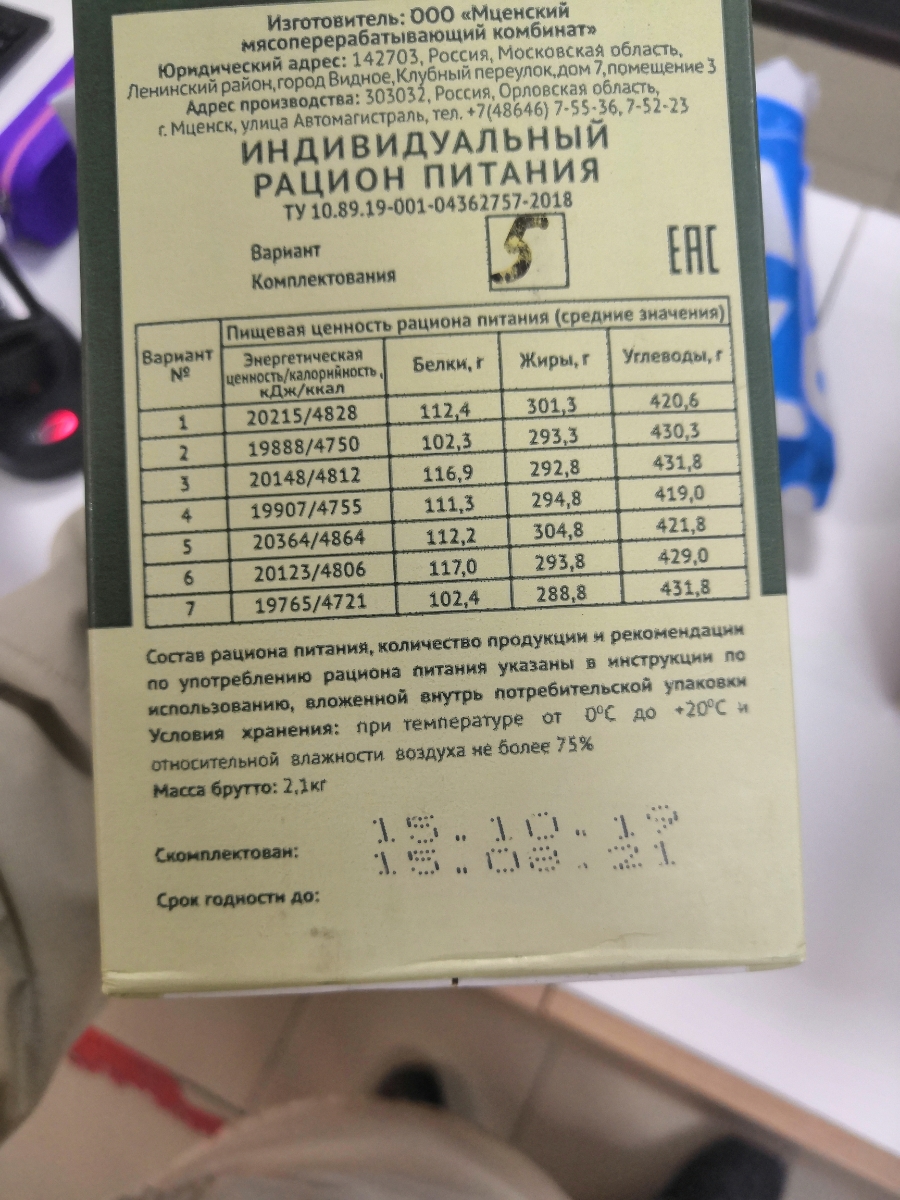 Изготовитель: ООО «Мценский
мясоперерабатывающий комбинат»
Юридический адрес: 142703, Россия, Московская область,
Ленинский район,город Видное,Клубный переулок,дом 7,помещение 3
Адрес производства: 303032, Россия, Орловская область,
г. Мценск, улица Автомагистраль, тел. +7(48646) 7-55-36, 7-52-23
ИНДИВИДУАЛЬНЫЙ
РАЦИОН ПИТАНИЯ
ТУ 10.89.19-001-04362757-2018
Вариант
Комплектования
5
EAC
Вариант №
Пищевая ценность рациона питания (средние значения)
Энергетическая ценность/калорийность, кДж/ккал
Белки, г
Жиры, г
Углеводы, г
1 20215/4828 112,4 301,3 420,6
2 19888/4750 102,3 293,3 430,3
3 20148/4812 116,9 292,8 431,8
4 19907/4755 111,3 294,8 419,0
5 20364/4864 112,2 304,8 421,8
6 20123/4806 117,0 293,8 429,0
7 19765/4721 102,4 288,8 431,8
Состав рациона питания, количество продукции и рекомендации
по употреблению рациона питания указаны в инструкции по
использованию, вложенной внутрь потребительской упаковки
Условия хранения: при температуре от 0⁰С до +20⁰С и
относительной влажности воздуха не более 75%
Масса брутто: 2,1кг
15.10.19
Скомплектован:
15.08.21
Срок годности до: